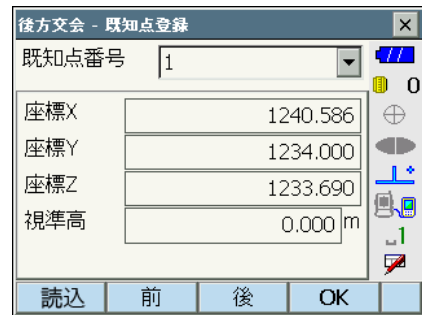 後方交会 - 既知点登録
既知点番号 1
0
座標X 1240.586
座標Y 1234.000
座標Z 1233.690
視準高 0.000 m
1
読込 前 後 OK